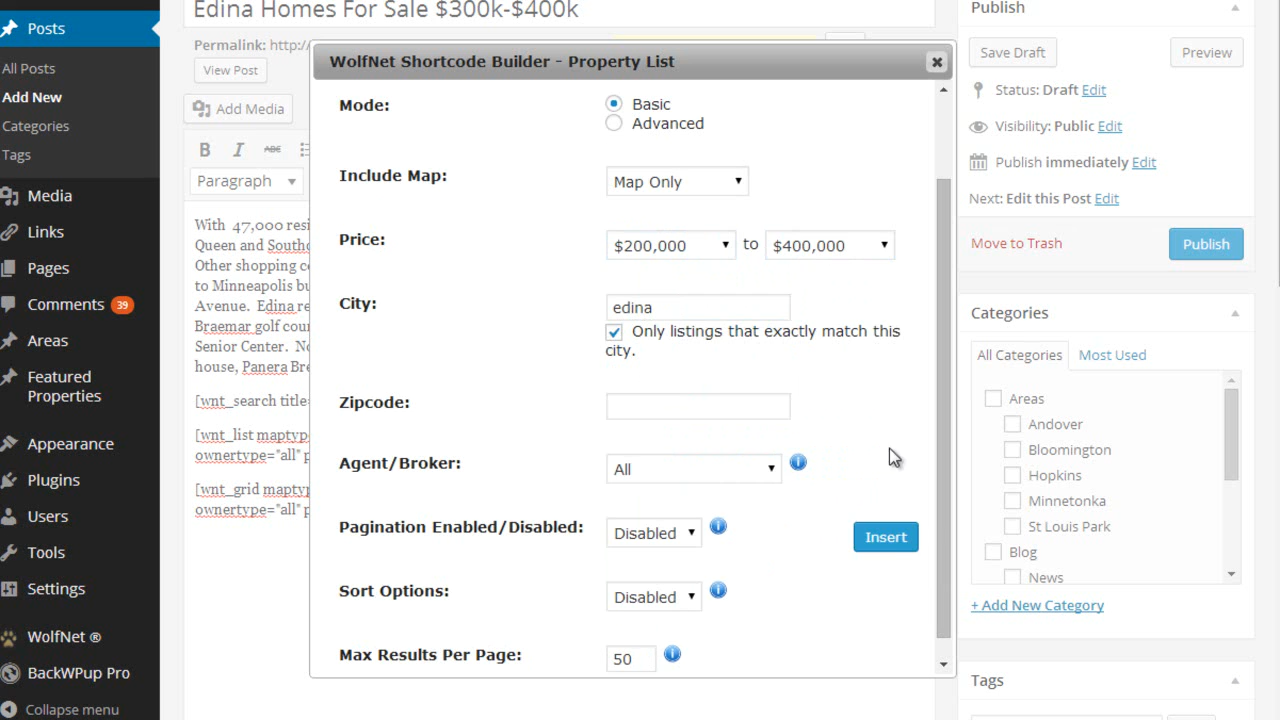 Posts
All Posts
Add New
Categories
Tags
Media
Links
Pages
Comments 39
Areas
Featured
Properties
Appearance
Plugins
Users
Tools
Settings
WolfNet ®
BackWPup Pro
Collapse menu
Edina Homes For Sale $300k-$400k
Permalink: http:/
View Post
Add Media
B I ABC
Paragraph
With 47,000 resi
Queen and Southd
Other shopping c
to Minneapolis bu
Avenue. Edina re
Braemar golf cour
Senior Center. No
house, Panera Bre
[wnt_search title=
[wnt_list maptyp
ownertype="all" p
[wnt_grid maptyp
ownertype="all" p
WolfNet Shortcode Builder - Property List
Mode:
Basic
Advanced
Include Map:
Map Only
Price:
$200,000 to $400,000
City:
edina
Only listings that exactly match this
city.
Zipcode:
Agent/Broker:
All
Pagination Enabled/Disabled:
Disabled
Insert
Sort Options:
Disabled
Max Results Per Page:
50
Publish
Save Draft
Preview
Status: Draft Edit
Visibility: Public Edit
Publish immediately Edit
Next: Edit this Post Edit
Move to Trash
Publish
Categories
All Categories
Most Used
Areas
Andover
Bloomington
Hopkins
Minnetonka
St Louis Park
Blog
News
+ Add New Category
Tags